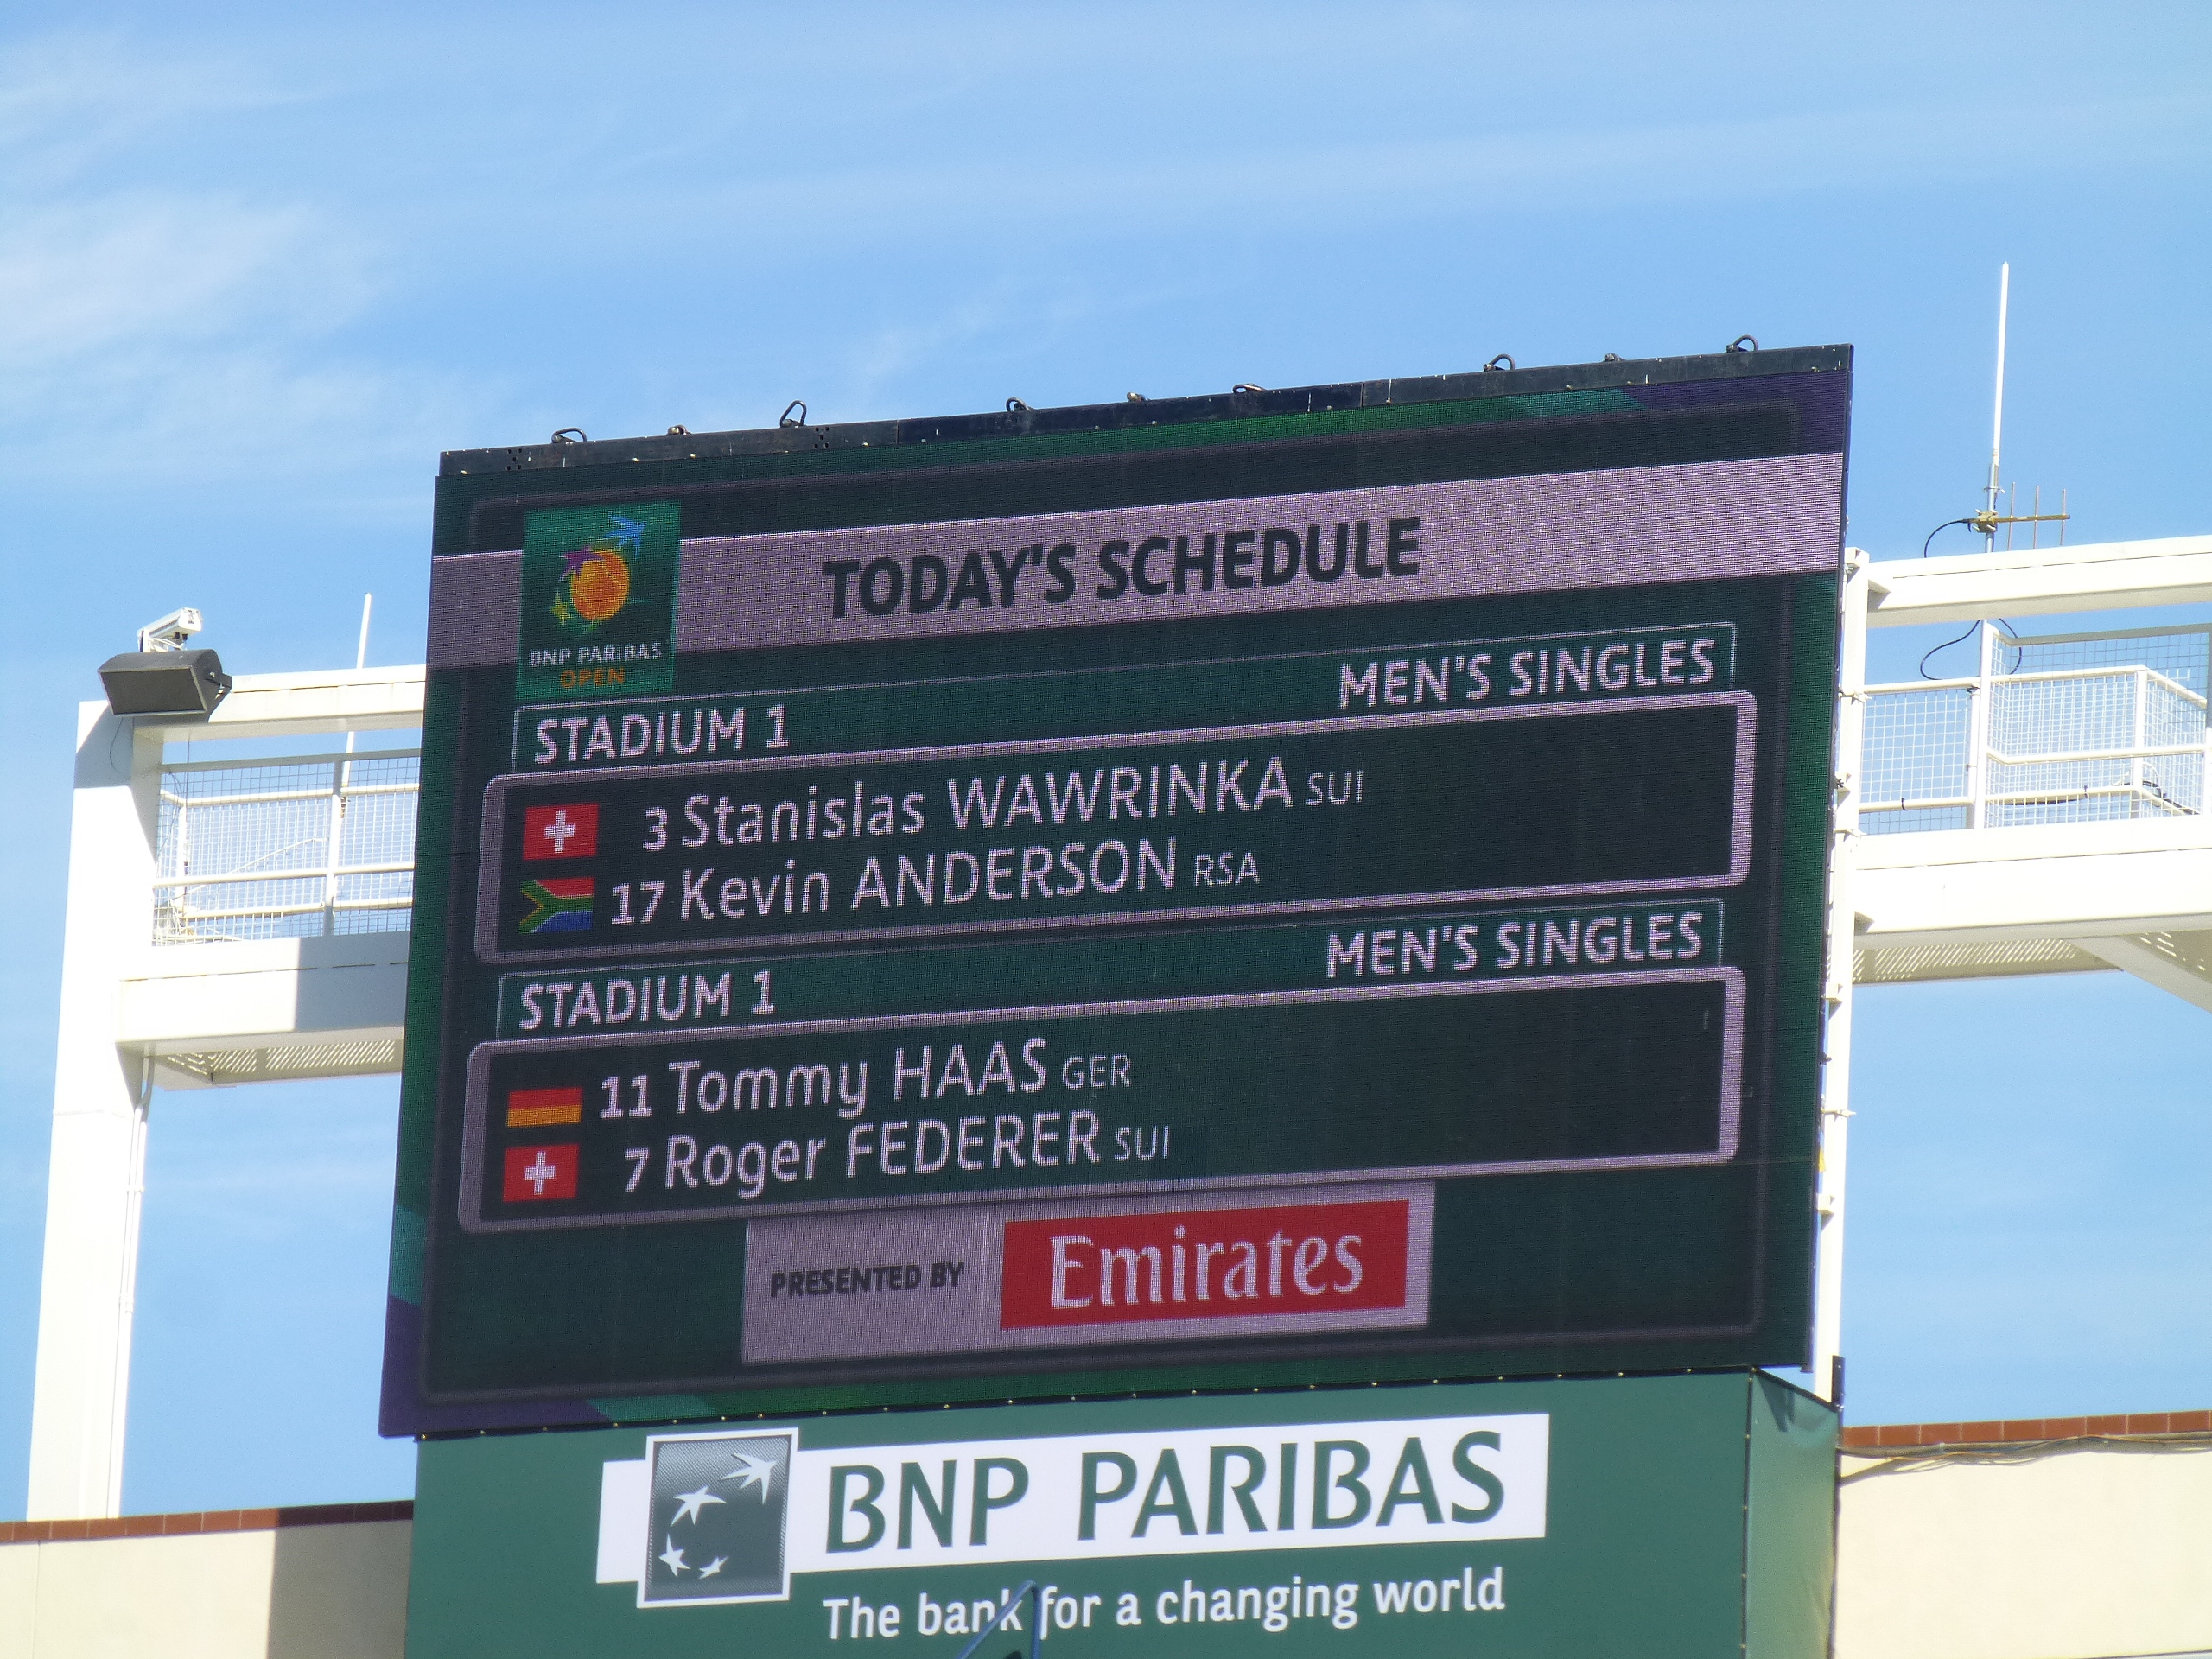 TODAY'S SCHEDULE
BNP PARIBAS
OPEN
STADIUM 1 MEN'S SINGLES
3 Stanislas WAWRINKA SUI
17 Kevin ANDERSON RSA
STADIUM 1 MEN'S SINGLES
11 Tommy HAAS GER
7 Roger FEDERER SUI
PRESENTED BY Emirates
BNP PARIBAS
The bank for a changing world